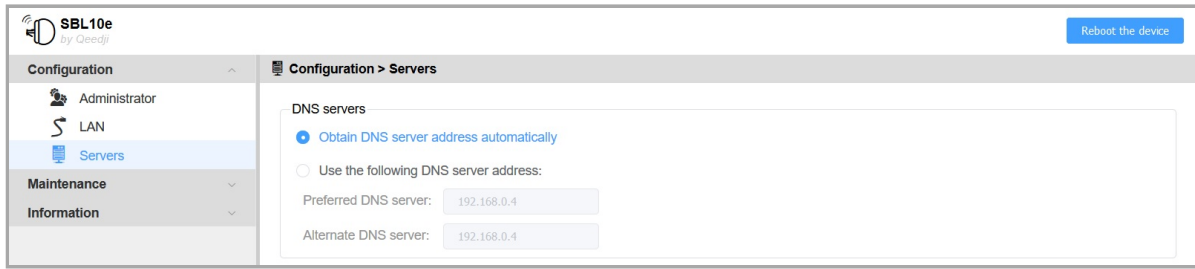 SBL10e
by Qeedji
Reboot the device
Configuration
Configuration > Servers
Administrator
LAN
Servers
Maintenance
Information
DNS servers
Obtain DNS server address automatically
Use the following DNS server address:
Preferred DNS server: 192.168.0.4
Alternate DNS server: 192.168.0.4